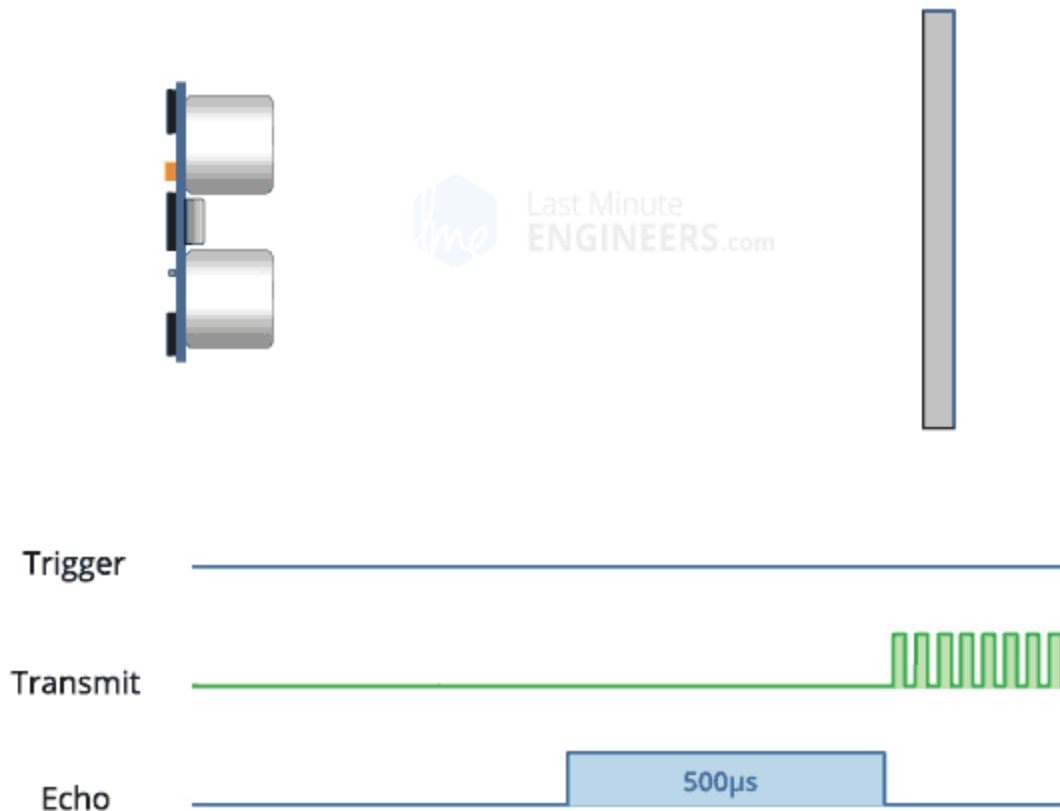 Last Minute
ENGINEERS.com
Trigger
Transmit
Echo
500µs